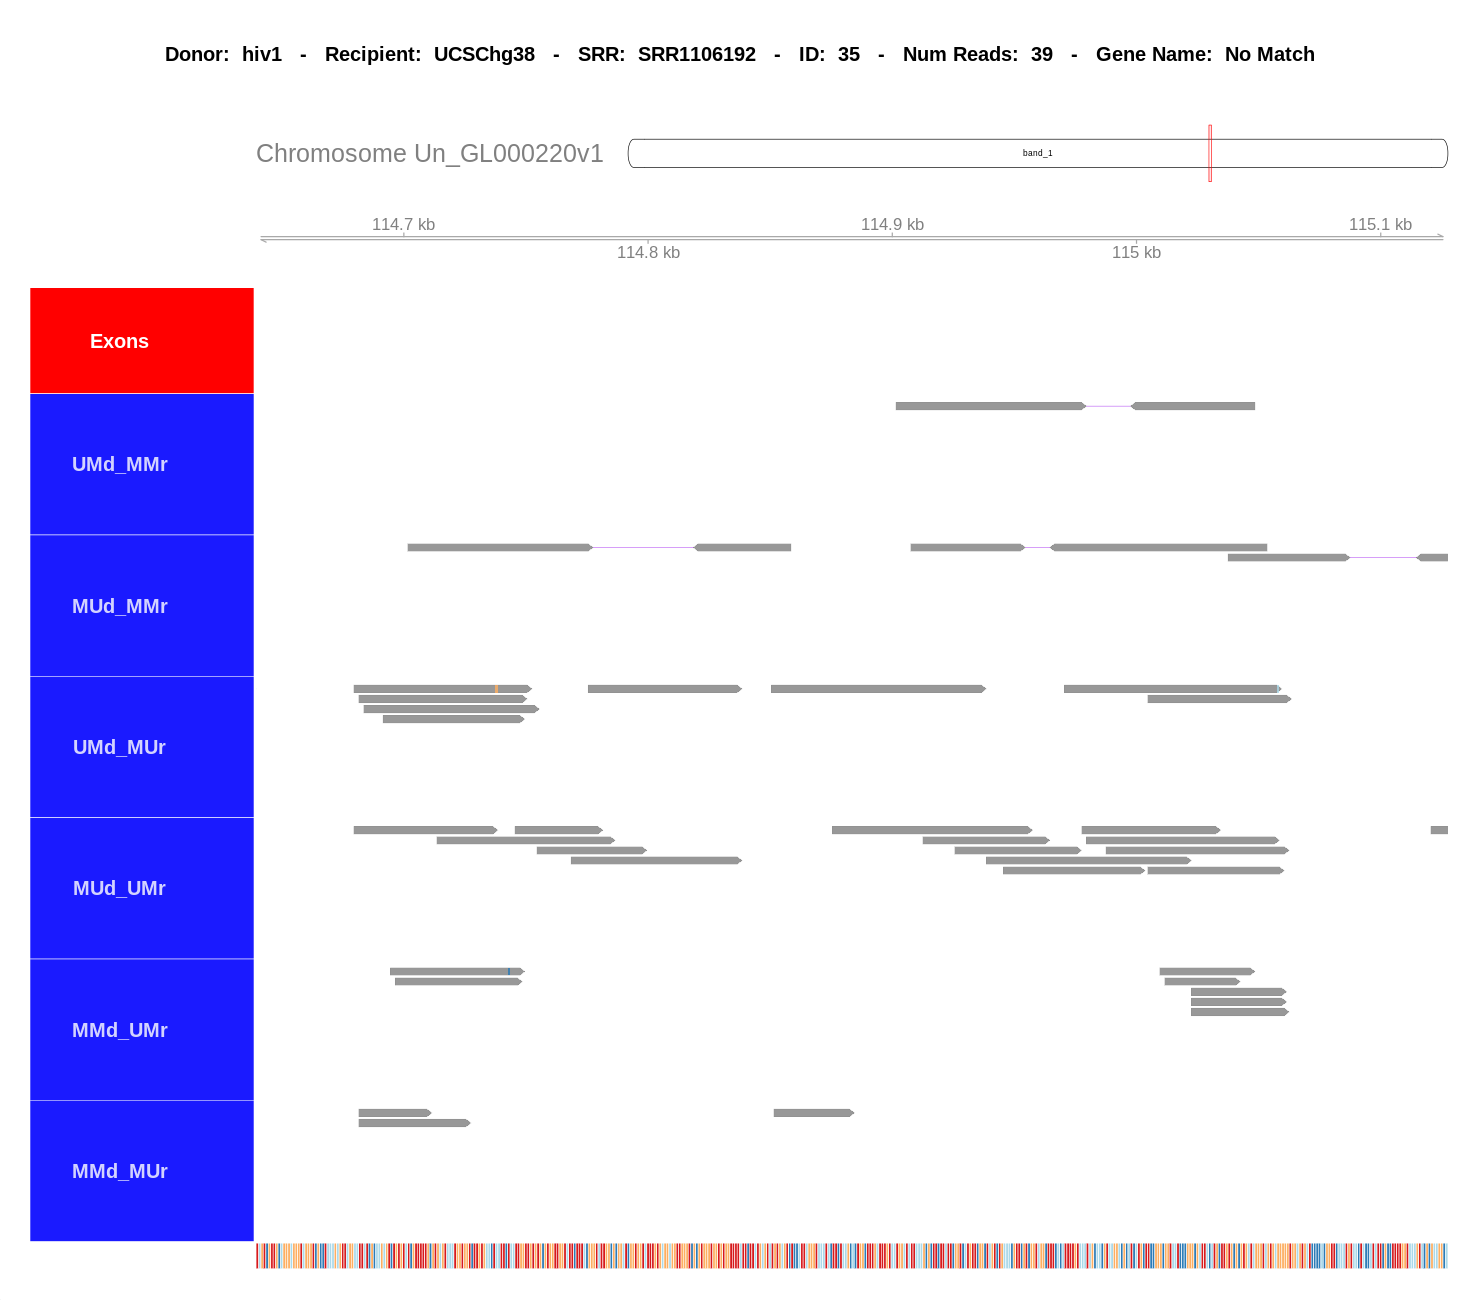 Donor: hiv1 - Recipient: UCSChg38 - SRR: SRR1106192 - ID: 35 - Num Reads: 39 - Gene Name: No Match
Chromosome Un_GL000220v1
band_1
114.7 kb
114.9 kb
115.1 kb
114.8 kb
115 kb
Exons
UMd_MMr
MUd_MMr
UMd_MUr
MUd_UMr
MMd_UMr
MMd_MUr